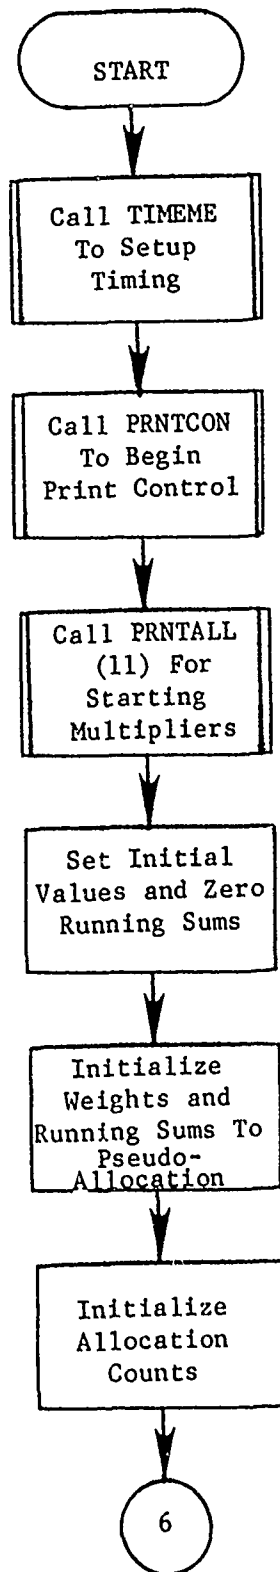 START
Call TIMEME
To Setup
Timing
Call PRNTCON
To Begin
Print Control
Call PRNTALL
(11) For
Starting
Multipliers
Set Initial
Values and Zero
Running Sums
Initialize
Weights and
Running Sums To
Pseudo-
Allocation
Initialize
Allocation
Counts
6